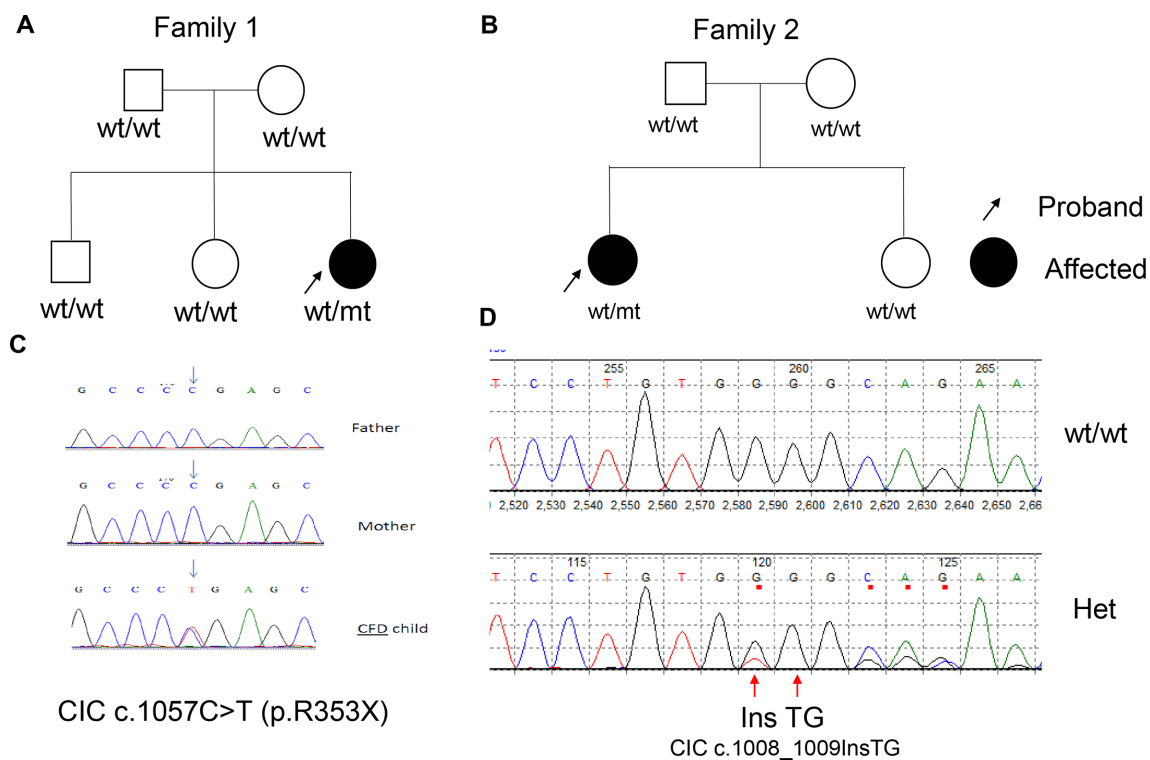 A
Family 1
wt/wt
wt/wt
wt/wt
wt/wt
wt/mt
B
Family 2
wt/wt
wt/wt
wt/mt
wt/wt
Proband
Affected
C
G C C C C G A G C
Father
G C C C C G A G C
Mother
G C C C T G A G C
CFD child
CIC c.1057C>T (p.R353X)
D
255 260 265
T C C T G T G G G G C A G A A
2,520 2,530 2,540 2,550 2,560 2,570 2,580 2,590 2,600 2,610 2,620 2,630 2,640 2,650 2,66
wt/wt
115 120 125
T C C T G T G G G G C A G A A
Het
Ins TG
CIC c.1008_1009InsTG